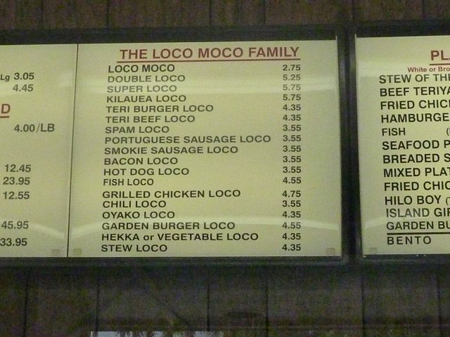 Lg 3.05
4.45
D
4.00/LB
12.45
23.95
12.55
45.95
33.95
THE LOCO MOCO FAMILY
LOCO MOCO 2.75
DOUBLE LOCO 5.25
SUPER LOCO 5.75
KILAUEA LOCO 5.75
TERI BURGER LOCO 4.35
TERI BEEF LOCO 4.35
SPAM LOCO 3.55
PORTUGUESE SAUSAGE LOCO 3.55
SMOKIE SAUSAGE LOCO 3.55
BACON LOCO 3.55
HOT DOG LOCO 3.55
FISH LOCO 4.55
GRILLED CHICKEN LOCO 4.75
CHILI LOCO 3.55
OYAKO LOCO 4.35
GARDEN BURGER LOCO 4.55
HEKKA or VEGETABLE LOCO 4.35
STEW LOCO 4.35
PL
White or Bro
STEW OF TH
BEEF TERIYA
FRIED CHIC
HAMBURGE
FISH (
SEAFOOD P
BREADED S
MIXED PLAT
FRIED CHIC
HILO BOY (
ISLAND GIR
GARDEN BU
BENTO